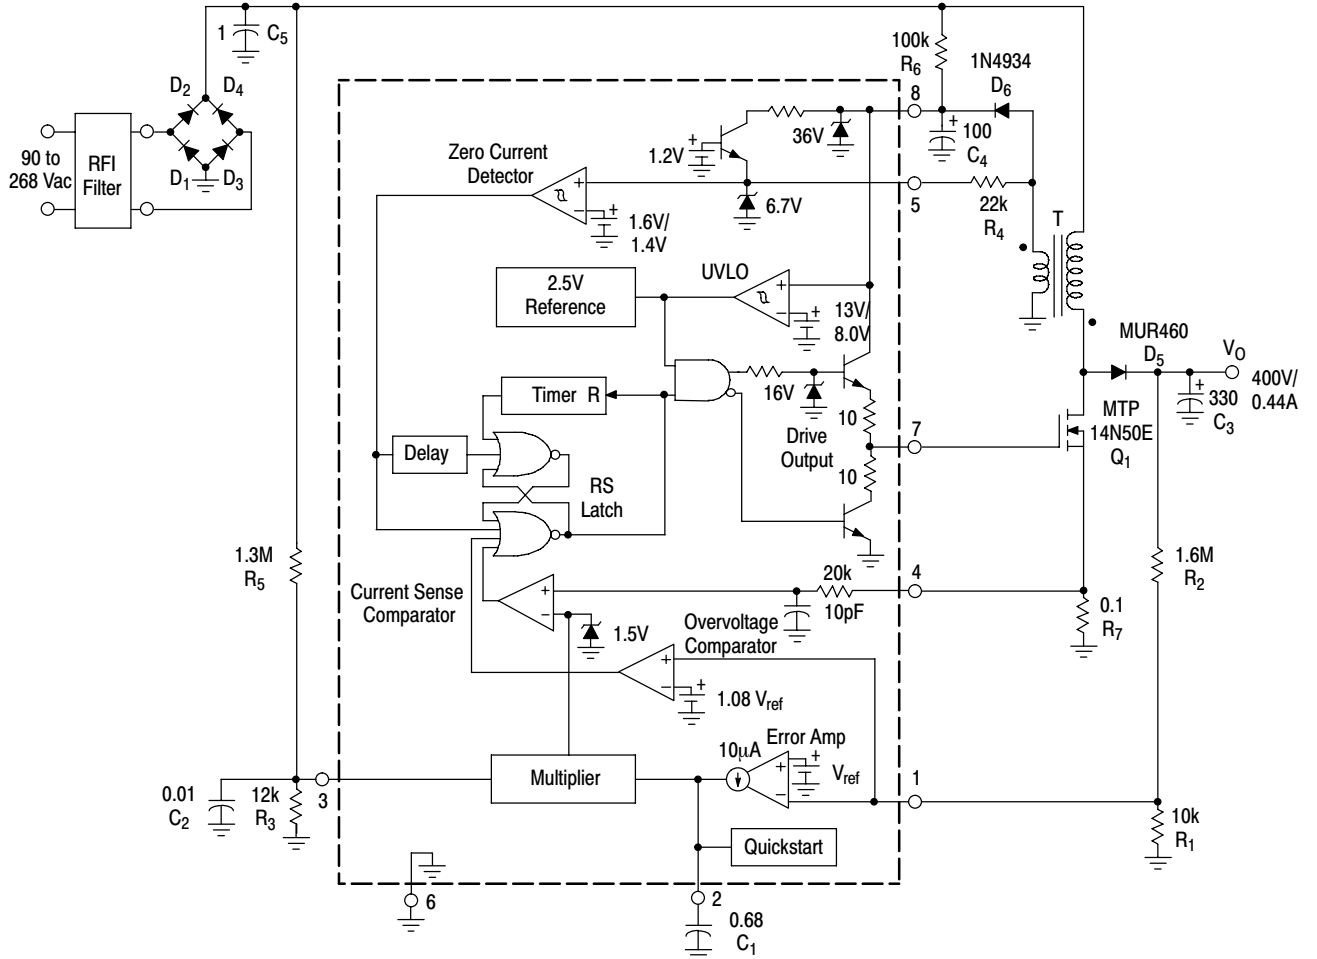 1
C5
D2
D4
D1
D3
90 to
268 Vac
RFI
Filter
100k
R6
1N4934
D6
8
100
C4
36V
1.2V
6.7V
Zero Current
Detector
1.6V/
1.4V
5
22k
R4
T
2.5V
Reference
UVLO
13V/
8.0V
MUR460
D5
VO
400V/
0.44A
330
C3
Timer R
16V
10
Drive
Output
10
7
MTP
14N50E
Q1
Delay
RS
Latch
1.3M
R5
1.6M
R2
Current Sense
Comparator
20k
10pF
4
0.1
R7
1.5V
Overvoltage
Comparator
1.08 Vref
Error Amp
10μA
Vref
1
Multiplier
3
0.01
C2
12k
R3
10k
R1
Quickstart
6
2
0.68
C1